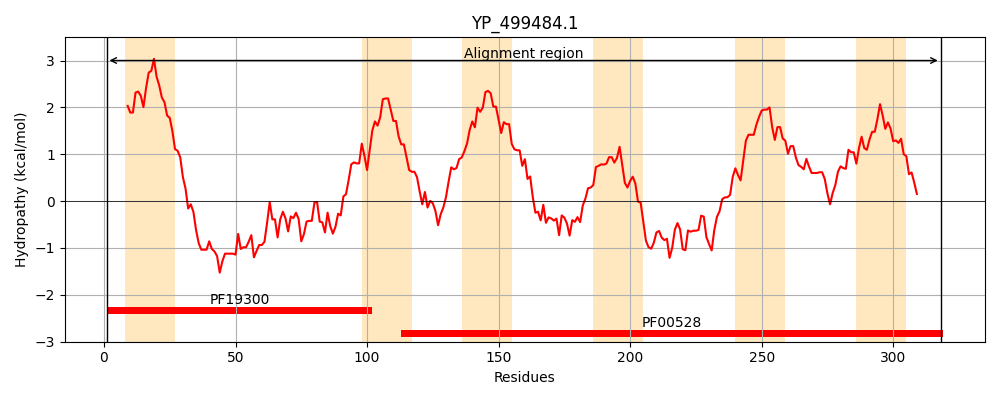 YP_499484.1
Alignment region
Hydropathy (kcal/mol)
3
2
1
0
−1
−2
−3
PF19300
PF00528
0 50 100 150 200 250 300
Residues